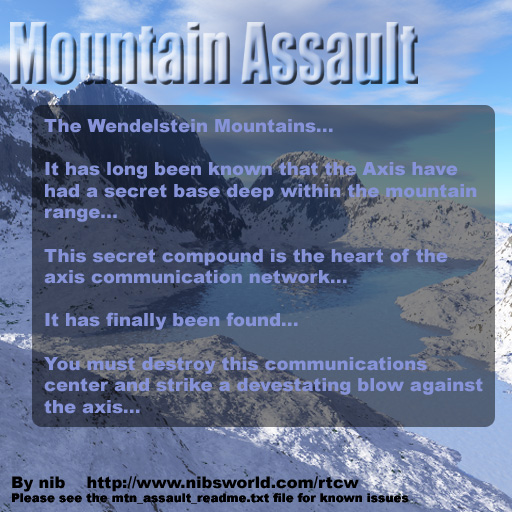 Mountain Assault
The Wendelstein Mountains...
It has long been known that the Axis have
had a secret base deep within the mountain
range...
This secret compound is the heart of the
axis communication network...
It has finally been found...
You must destroy this communications
center and strike a devestating blow against
the axis...
By nib http://www.nibsworld.com/rtcw
Please see the mtn_assault_readme.txt file for known issues